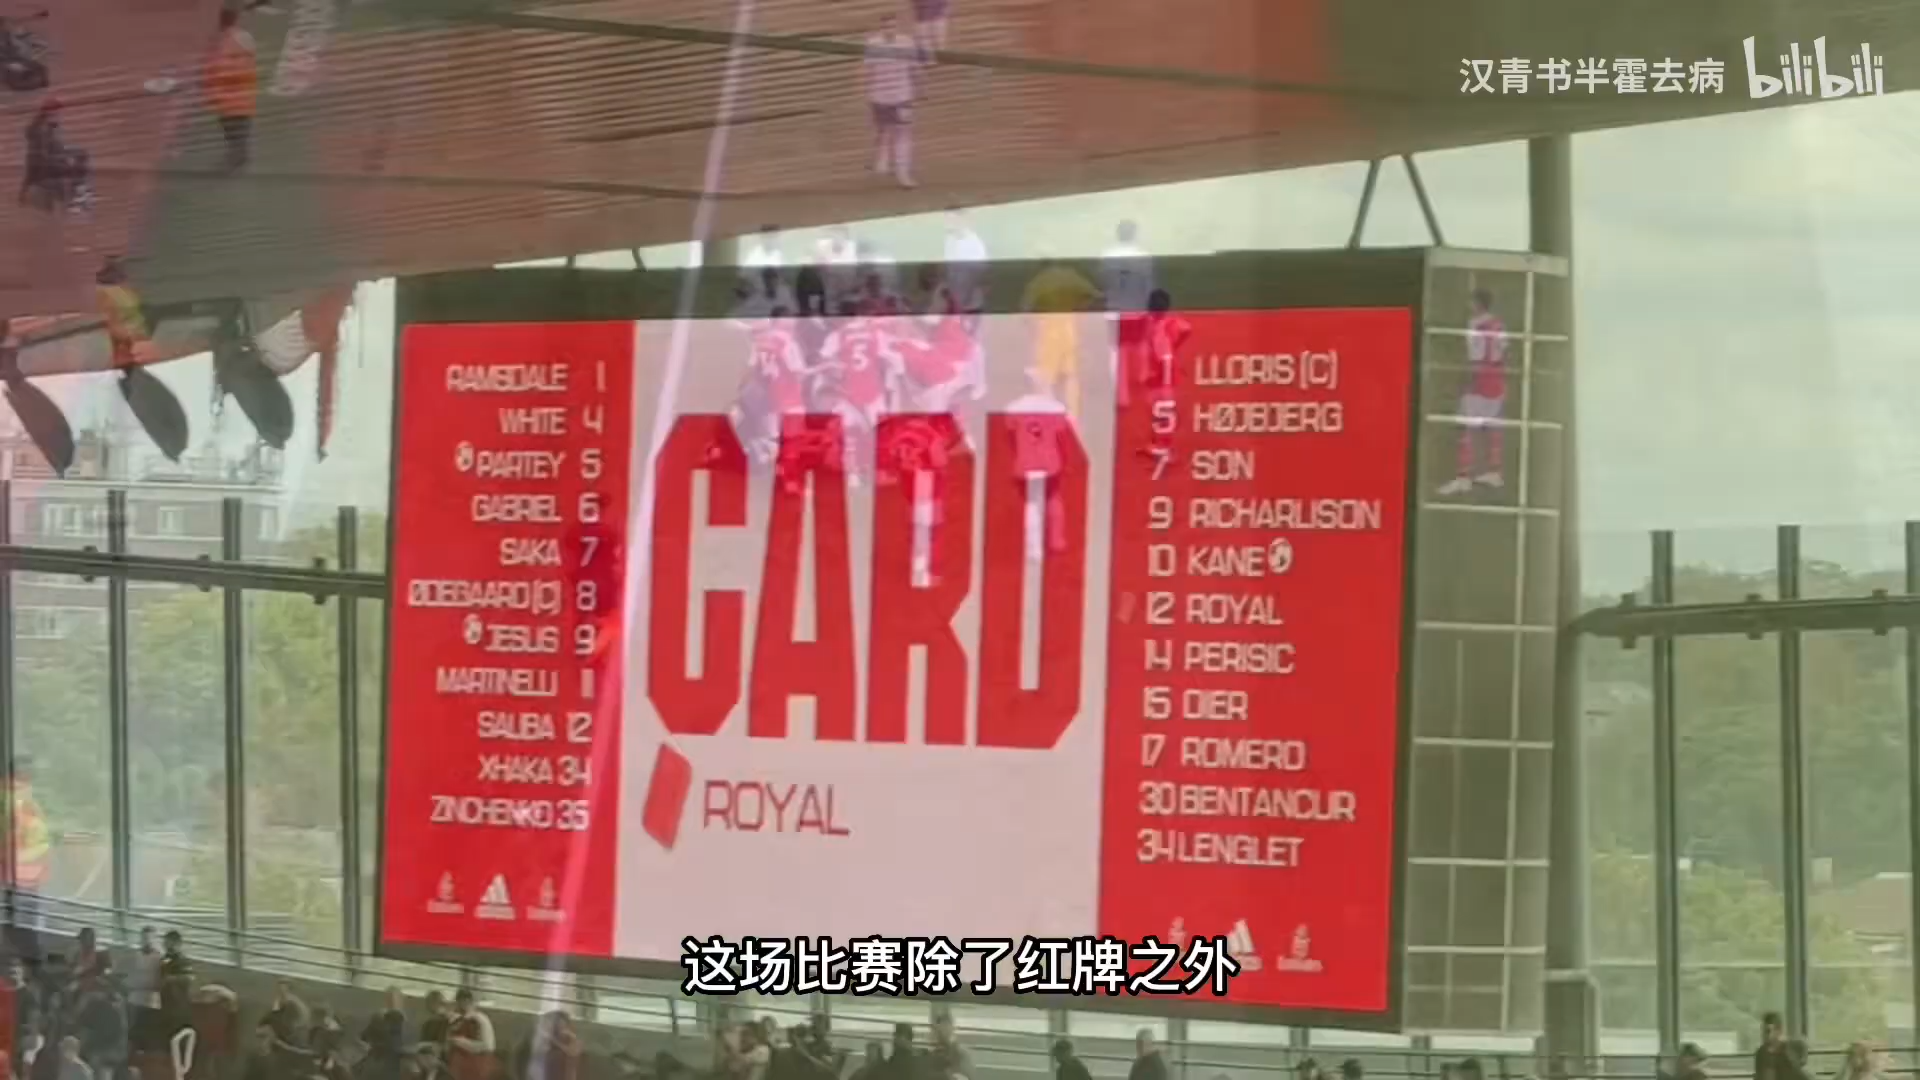 汉青书半霍去病 bilibili
RAMSDALE 1
WHITE 4
PARTEY 5
GABRIEL 6
SAKA 7
ØDEGAARD (C) 8
JESUS 9
MARTINELLI 11
SALIBA 12
XHAKA 34
ZINCHENKO 35
CARD
ROYAL
1 LLORIS (C)
5 HØJBJERG
7 SON
9 RICHARLISON
10 KANE
12 ROYAL
14 PERISIC
15 DIER
17 ROMERO
30 BENTANCUR
34 LENGLET
这场比赛除了红牌之外